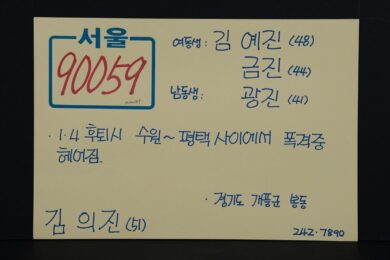 서울
90059
여동생 : 김 예진 (48)
금진 (44)
남동생 : 광진 (41)
· 1·4 후퇴시 수원~평택 사이에서 폭격중
헤어짐.
· 경기도 개풍군 봉동
김 의진 (51)
242-7890